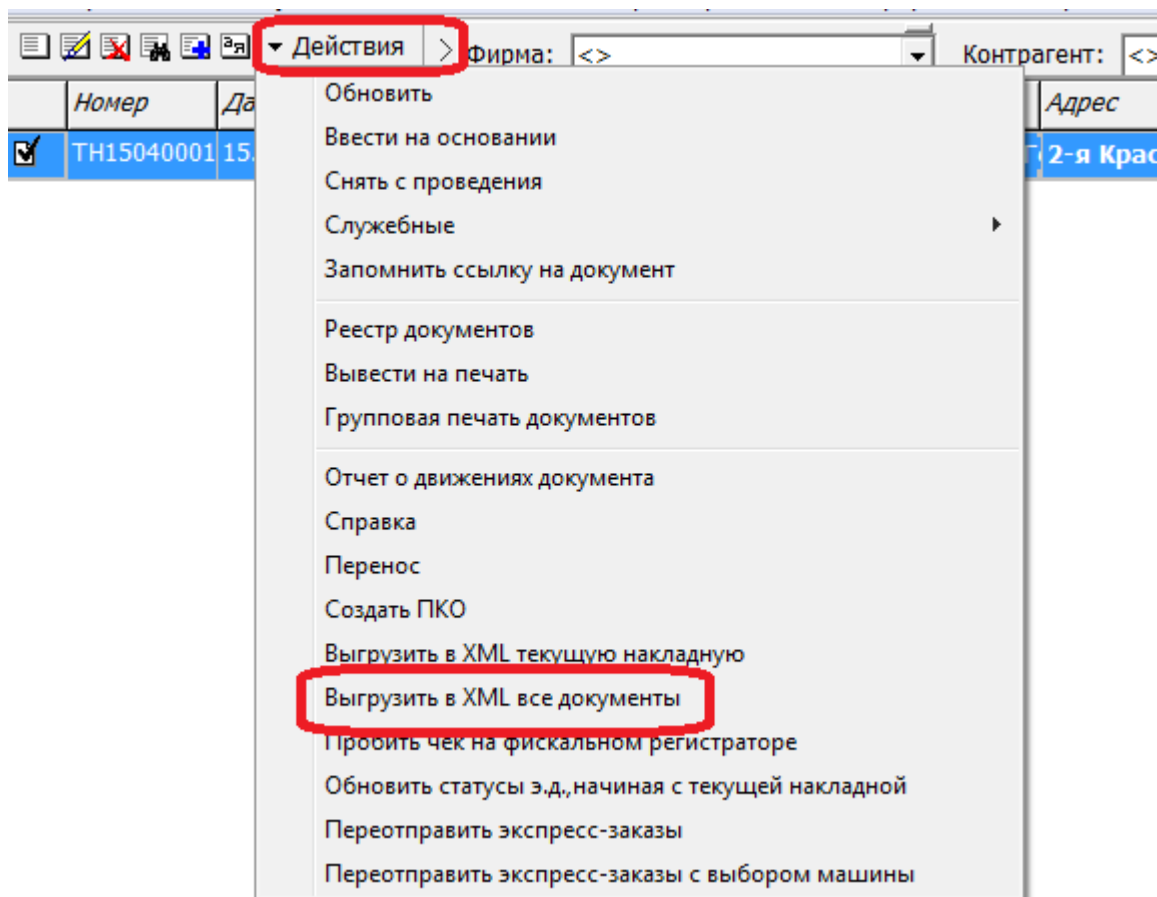 Действия Фирма: <> Контрагент: <>
Номер Да Адрес
ТН15040001 15. 2-я Крас
Обновить
Ввести на основании
Снять с проведения
Служебные
Запомнить ссылку на документ
Реестр документов
Вывести на печать
Групповая печать документов
Отчет о движениях документа
Справка
Перенос
Создать ПКО
Выгрузить в XML текущую накладную
Выгрузить в XML все документы
Пробить чек на фискальном регистраторе
Обновить статусы э.д.,начиная с текущей накладной
Переотправить экспресс-заказы
Переотправить экспресс-заказы с выбором машины